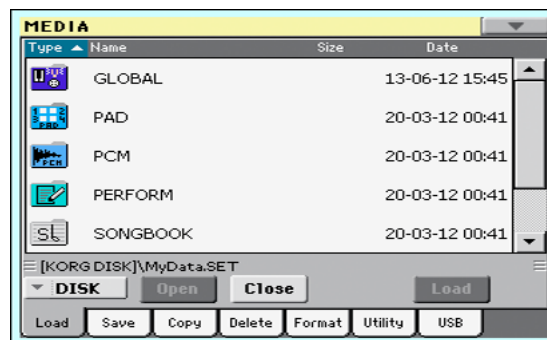 MEDIA
Type Name Size Date
GLOBAL 13-06-12 15:45
PAD 20-03-12 00:41
PCM PCM 20-03-12 00:41
PERFORM 20-03-12 00:41
SONGBOOK 20-03-12 00:41
[KORG DISK]\MyData.SET
DISK Open Close Load
Load Save Copy Delete Format Utility USB